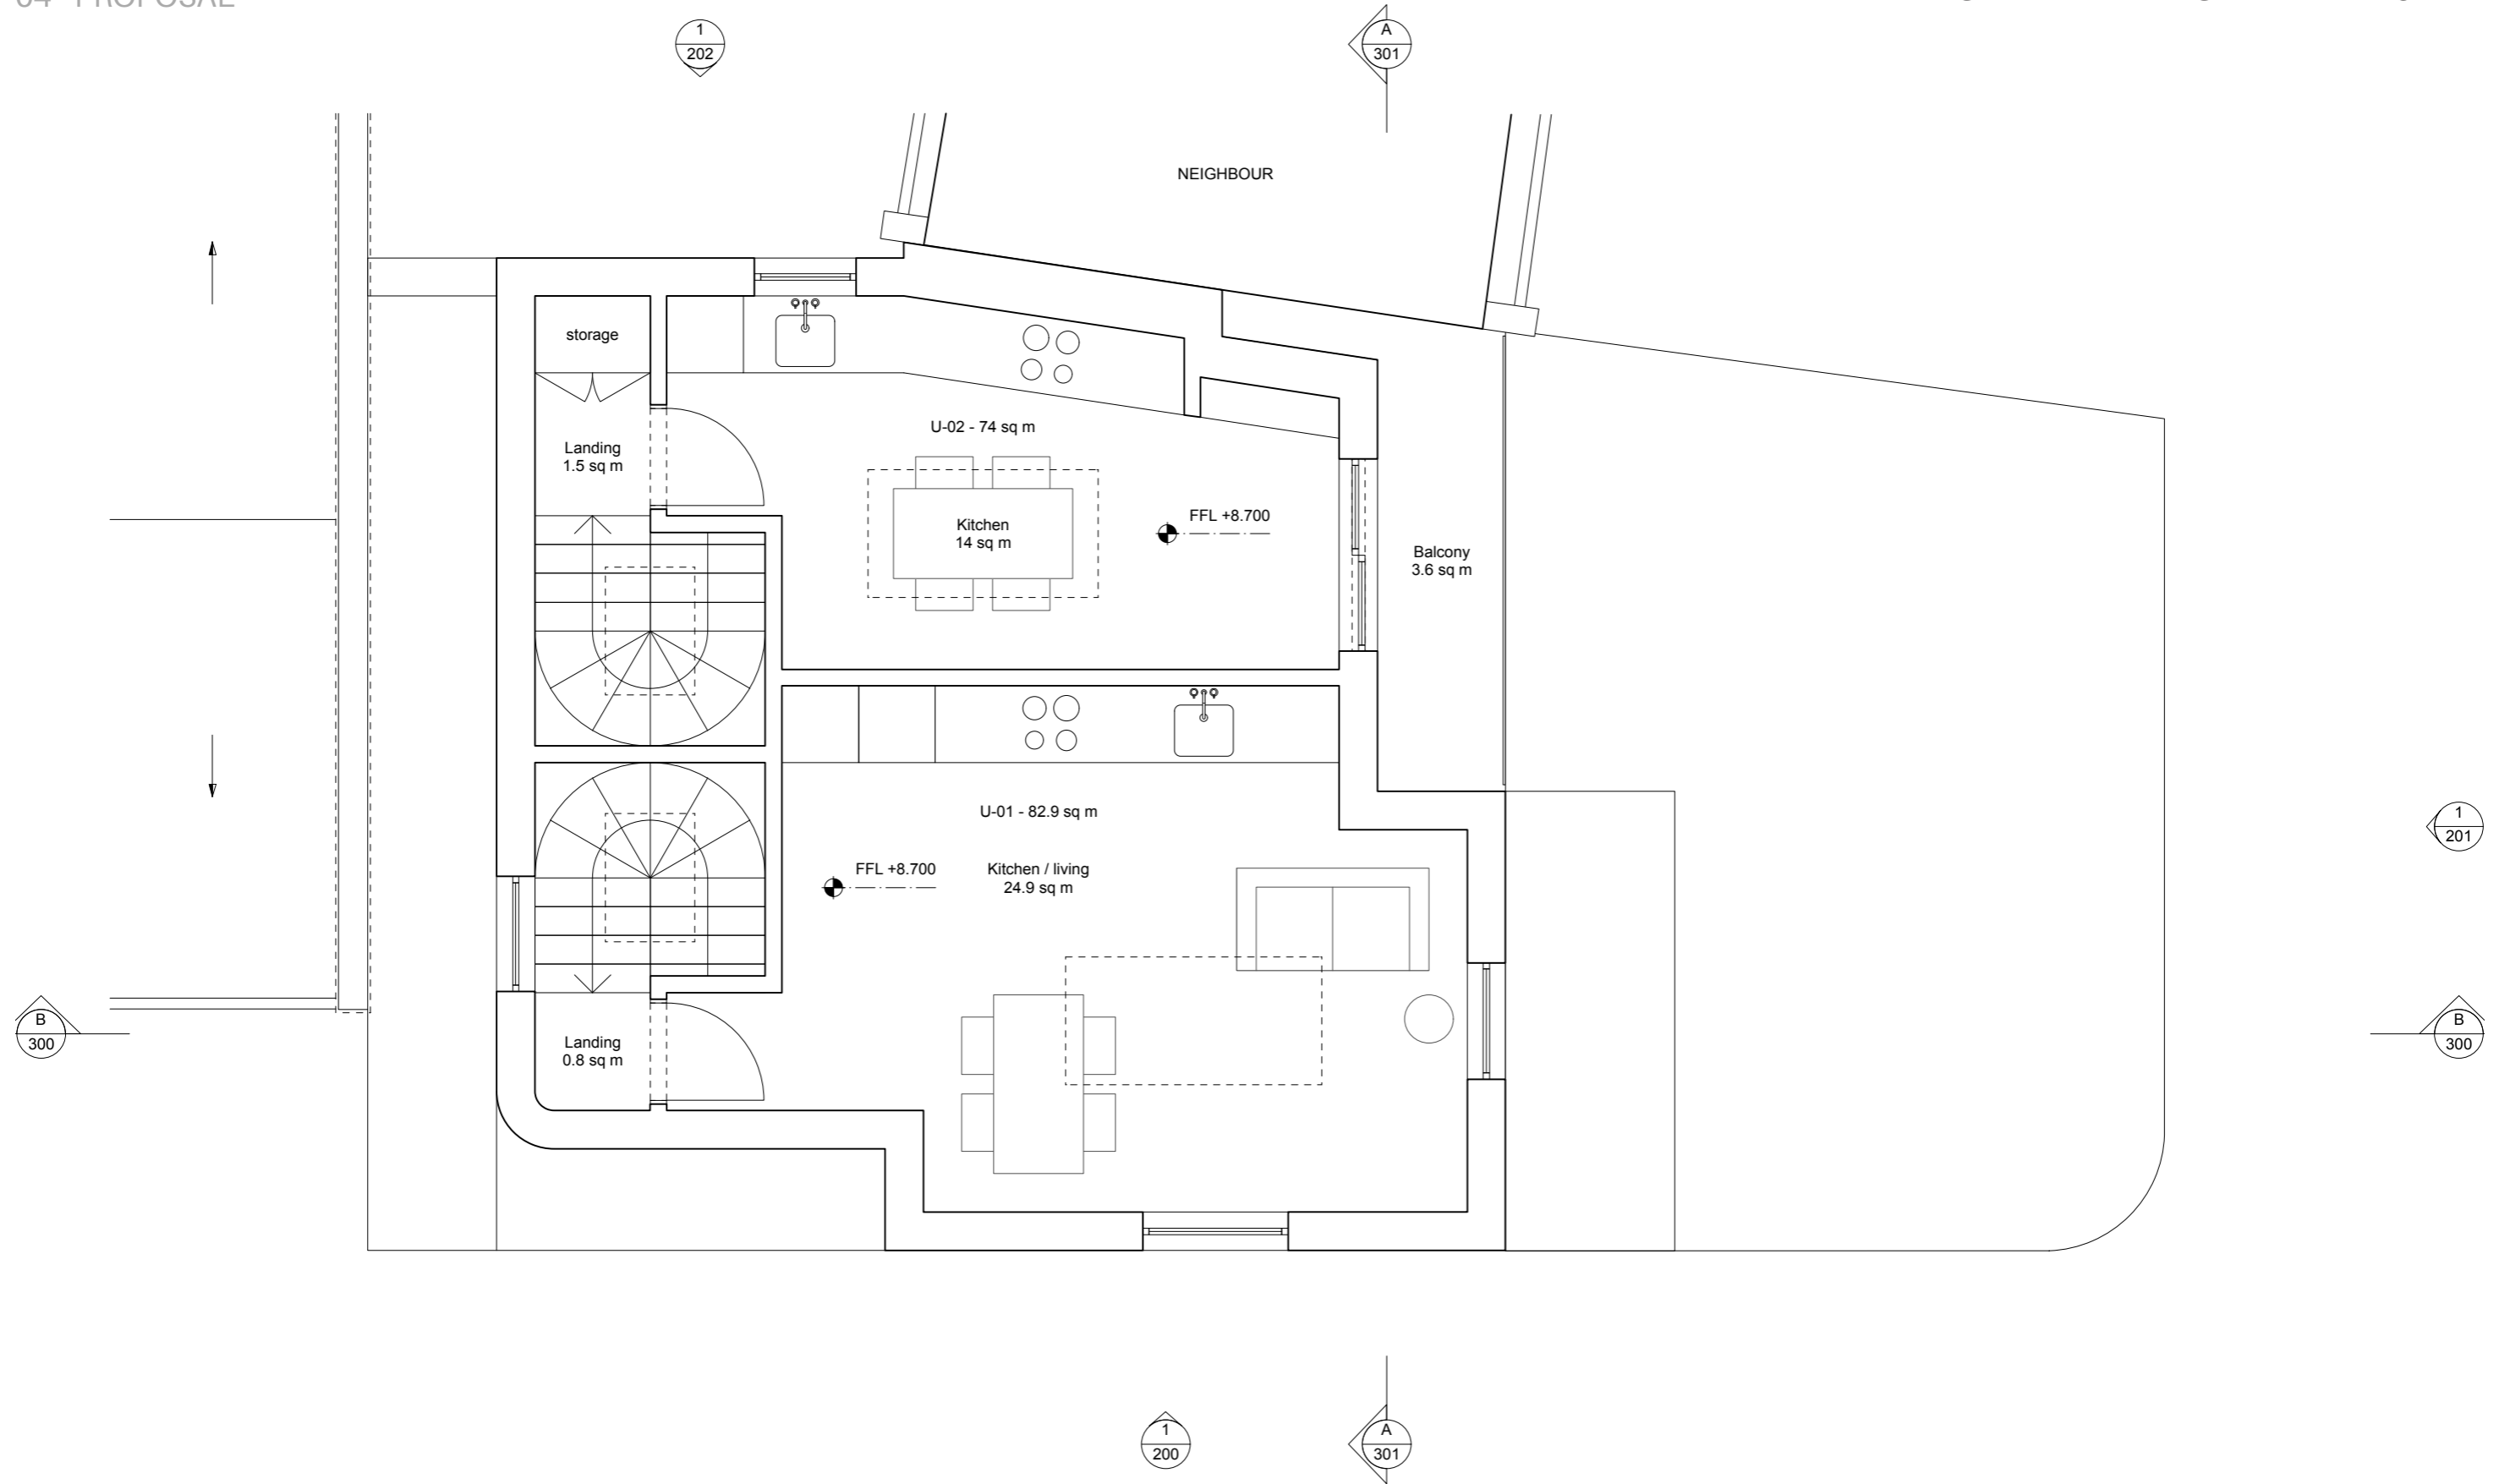 1
202
A
301
NEIGHBOUR
storage
Landing
1.5 sq m
U-02 - 74 sq m
Kitchen
14 sq m
FFL +8.700
Balcony
3.6 sq m
U-01 - 82.9 sq m
FFL +8.700
Kitchen / living
24.9 sq m
1
201
B
300
Landing
0.8 sq m
B
300
1
200
A
301